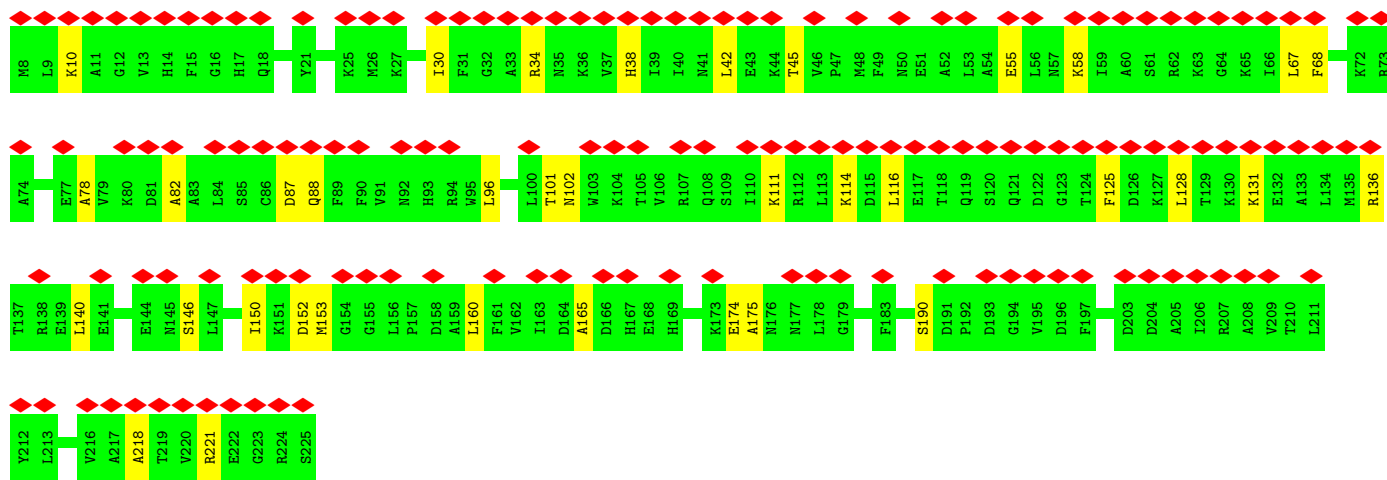 M8 L9 K10 A11 G12 V13 H14 F15 G16 H17 Q18 Y21 K25 M26 K27 I30 F31 G32 A33 R34 N35 K36 V37 H38 I39 I40 N41 L42 E43 K44 T45 V46 P47 M48 F49 N50 E51 A52 L53 A54 E55 L56 N57 K58 I59 A60 S61 R62 K63 G64 K65 I66 L67 F68 K72 R73
A74 E77 A78 V79 K80 D81 A82 A83 L84 S85 C86 D87 Q88 F89 F90 V91 N92 H93 R94 W95 L96 L100 T101 N102 W103 K104 T105 V106 R107 Q108 S109 I110 K111 R112 L113 K114 D115 L116 E117 T118 Q119 S120 Q121 D122 G123 T124 F125 D126 K127 L128 T129 K130 K131 E132 A133 L134 M135 R136
T137 R138 E139 L140 E141 E144 N145 S146 L147 I150 K151 D152 M153 G154 G155 L156 P157 D158 A159 L160 F161 V162 I163 D164 A165 D166 H167 E168 H169 K173 E174 A175 N176 N177 L178 G179 F183 S190 D191 P192 D193 G194 V195 D196 F197 D203 D204 A205 I206 R207 A208 V209 T210 L211
Y212 L213 V216 A217 A218 T219 V220 R221 E222 G223 R224 S225